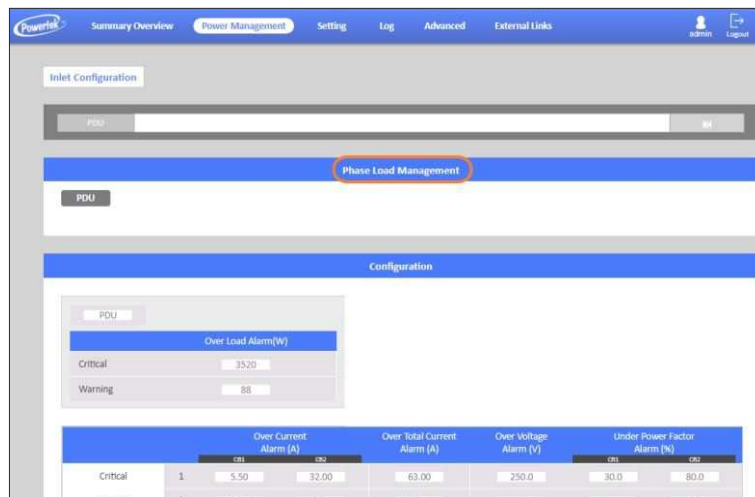 Powertek Summary Overview Power Management Setting Log Advanced External Links admin Logout
Inlet Configuration
PDU
Phase Load Management
PDU
Configuration
PDU
Over Load Alarm(W)
Critical 3520
Warning 88
Over Current Alarm (A) Over Total Current Alarm (A) Over Voltage Alarm (V) Under Power Factor Alarm (%)
CB1 CB2 CB1 CB2
Critical 1 5.50 32.00 63.00 250.0 30.0 80.0